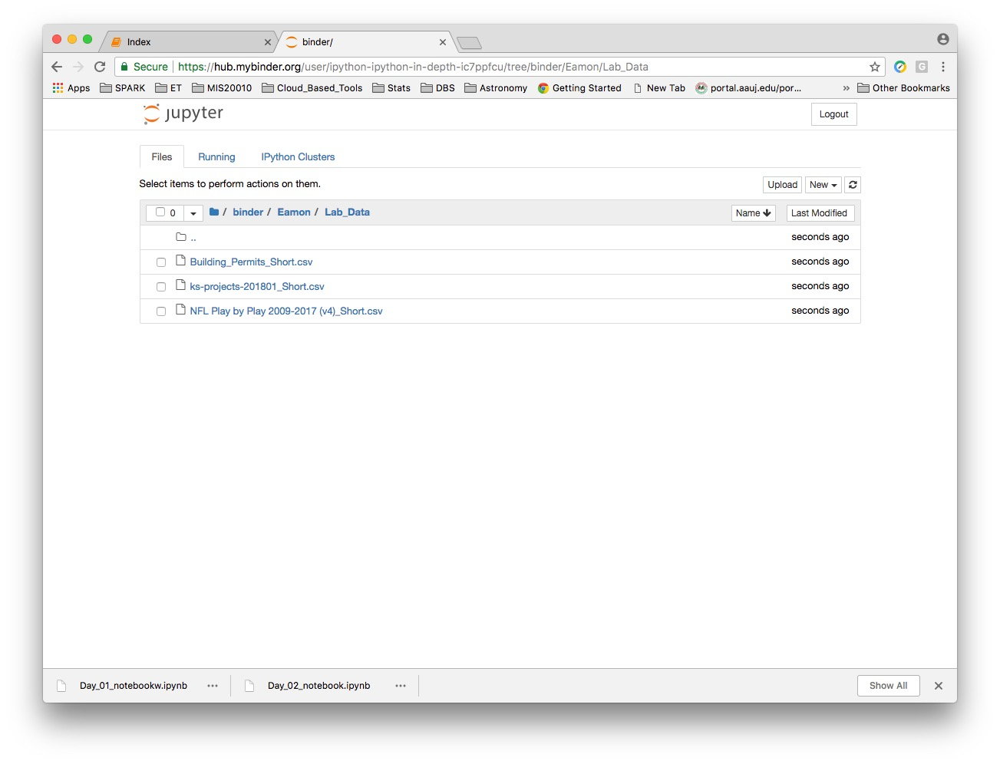 Index
binder/
Secure https://hub.mybinder.org/user/ipython-ipython-in-depth-ic7ppfcu/tree/binder/Eamon/Lab_Data
Apps SPARK ET MIS20010 Cloud_Based_Tools Stats DBS Astronomy Getting Started New Tab portal.aauj.edu/por... » Other Bookmarks
jupyter Logout
Files Running IPython Clusters
Select items to perform actions on them. Upload New
0 / binder / Eamon / Lab_Data Name Last Modified
.. seconds ago
Building_Permits_Short.csv seconds ago
ks-projects-201801_Short.csv seconds ago
NFL Play by Play 2009-2017 (v4)_Short.csv seconds ago
Day_01_notebookw.ipynb Day_02_notebook.ipynb Show All